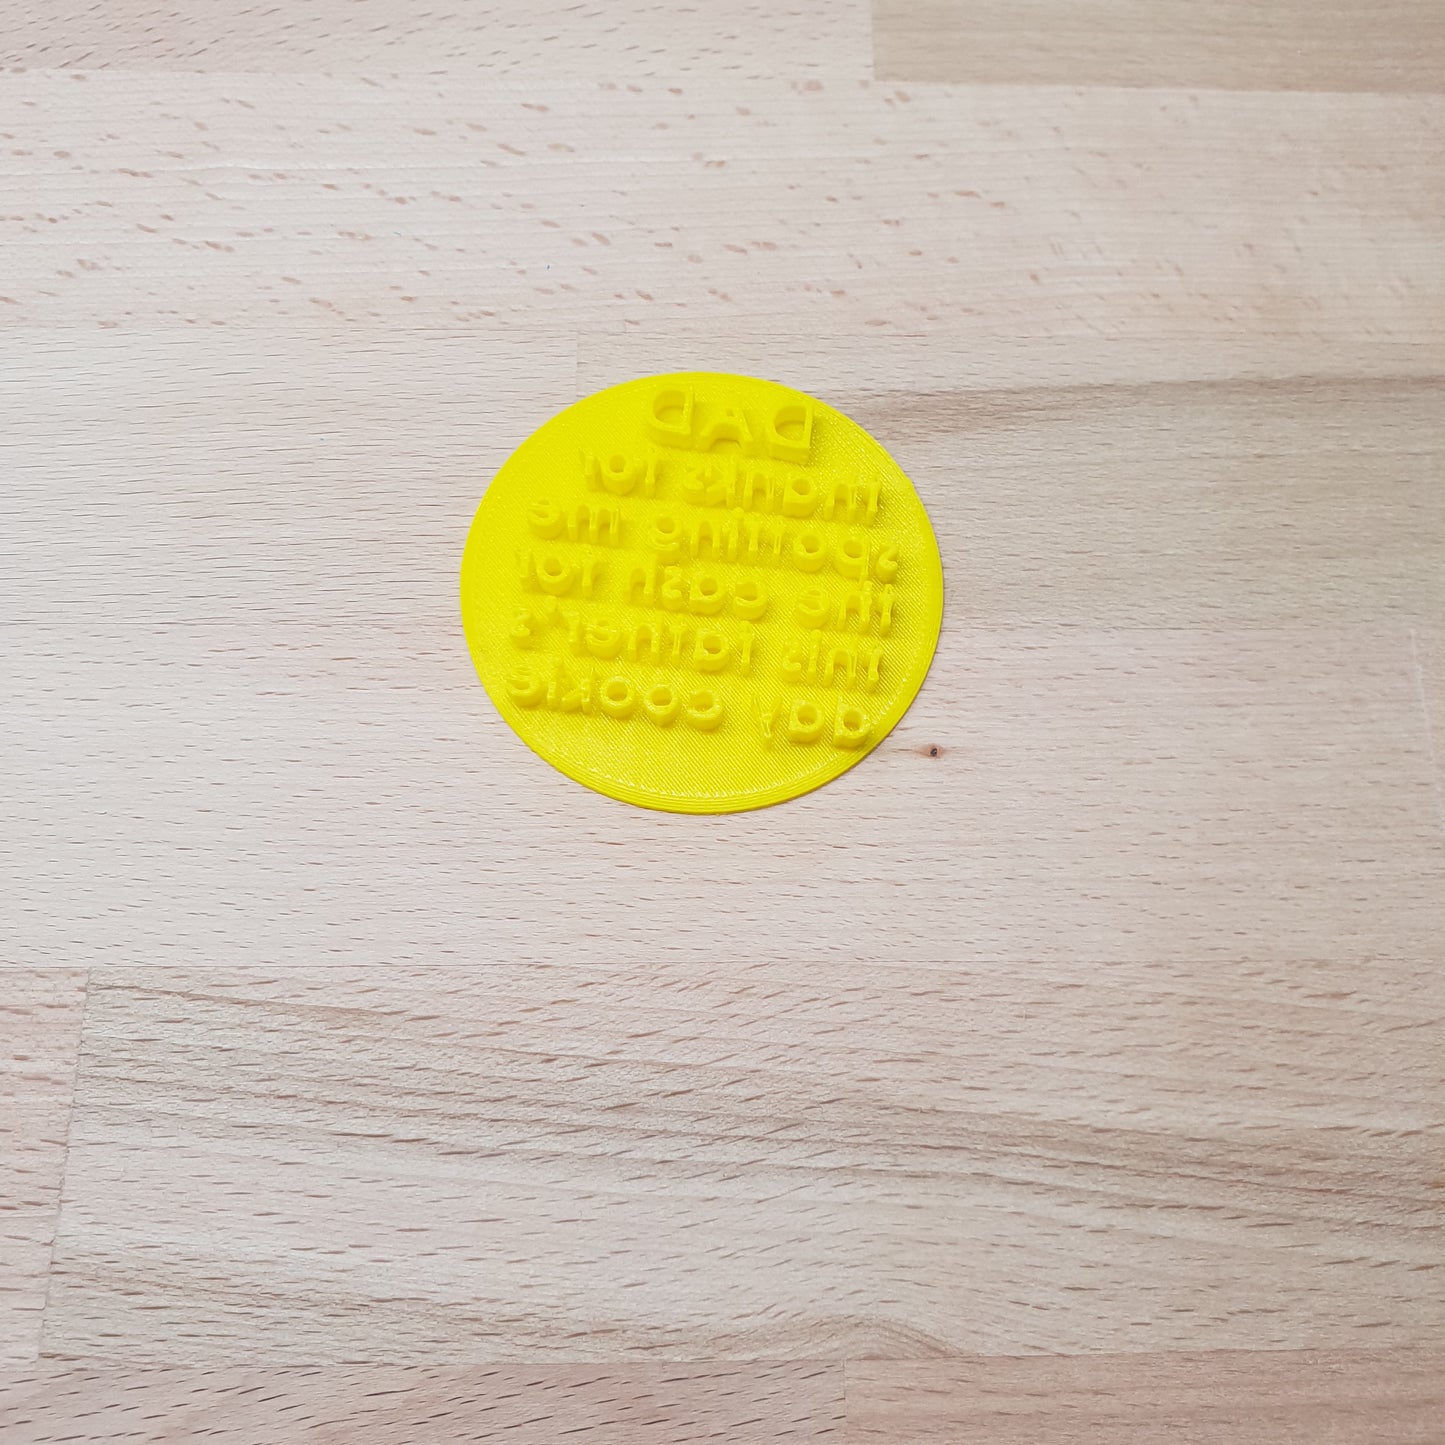 DAD
thanks for
spotting me
the cash for
this father's
day cookie